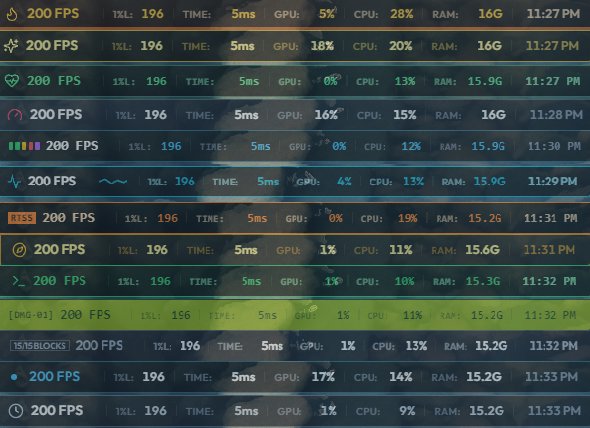 200 FPS 1%L: 196 TIME: 5ms GPU: 5% CPU: 28% RAM: 16G 11:27 PM
200 FPS 1%L: 196 TIME: 5ms GPU: 18% CPU: 20% RAM: 16G 11:27 PM
200 FPS 1%L: 196 TIME: 5ms GPU: 0% CPU: 13% RAM: 15.9G 11:27 PM
200 FPS 1%L: 196 TIME: 5ms GPU: 16% CPU: 15% RAM: 16G 11:28 PM
200 FPS 1%L: 196 TIME: 5ms GPU: 0% CPU: 12% RAM: 15.9G 11:30 PM
200 FPS 1%L: 196 TIME: 5ms GPU: 4% CPU: 13% RAM: 15.9G 11:29 PM
RTSS 200 FPS 1%L: 196 TIME: 5ms GPU: 0% CPU: 19% RAM: 15.2G 11:31 PM
200 FPS 1%L: 196 TIME: 5ms GPU: 1% CPU: 11% RAM: 15.6G 11:31 PM
>_ 200 FPS 1%L: 196 TIME: 5ms GPU: 1% CPU: 10% RAM: 15.3G 11:32 PM
[DMG-01] 200 FPS 1%L: 196 TIME: 5ms GPU: 1% CPU: 11% RAM: 15.2G 11:32 PM
15/15BLOCKS 200 FPS 1%L: 196 TIME: 5ms GPU: 1% CPU: 13% RAM: 15.2G 11:32 PM
200 FPS 1%L: 196 TIME: 5ms GPU: 17% CPU: 14% RAM: 15.2G 11:33 PM
200 FPS 1%L: 196 TIME: 5ms GPU: 1% CPU: 9% RAM: 15.2G 11:33 PM